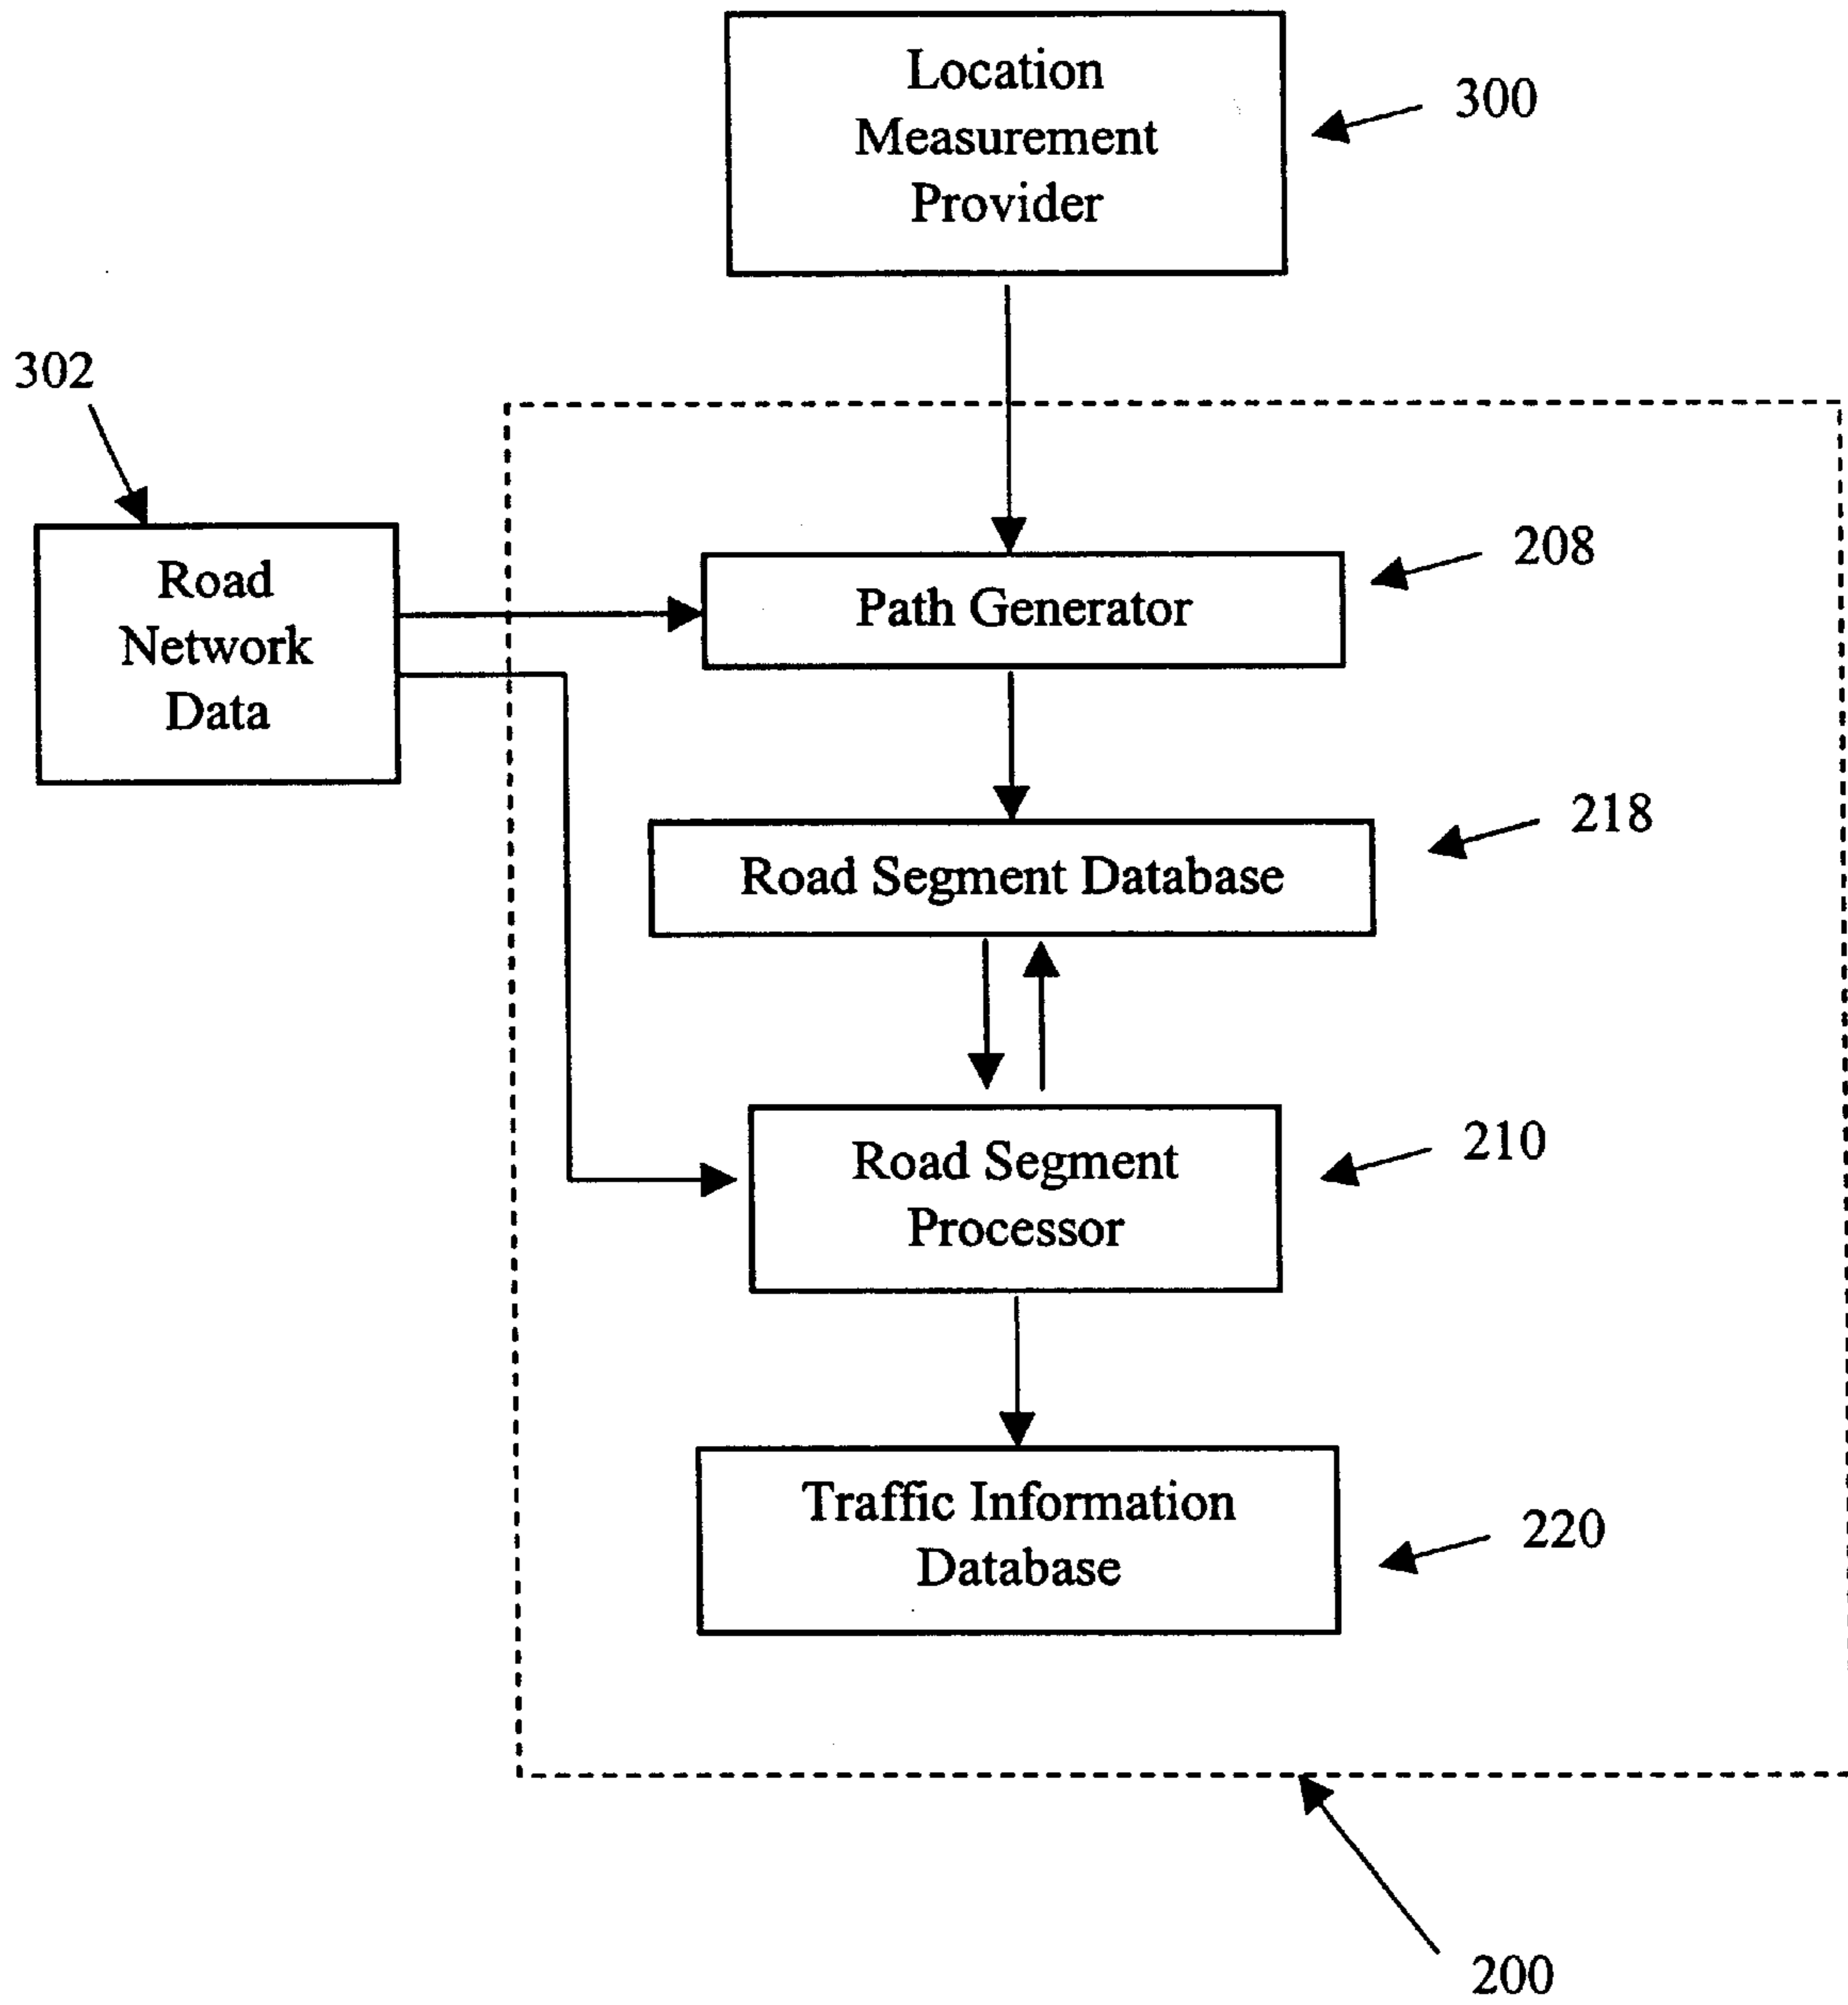 Location
Measurement
Provider
300
302
Road
Network
Data
208
Path Generator
218
Road Segment Database
210
Road Segment
Processor
Traffic Information
Database
220
200